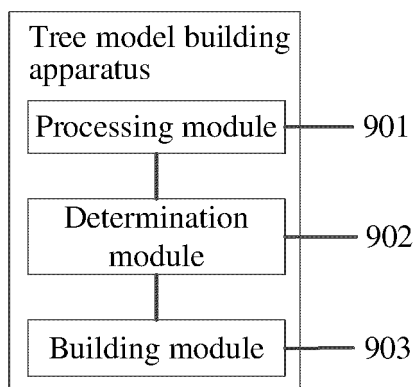 Tree model building
apparatus
Processing module
901
Determination
module
902
Building module
903